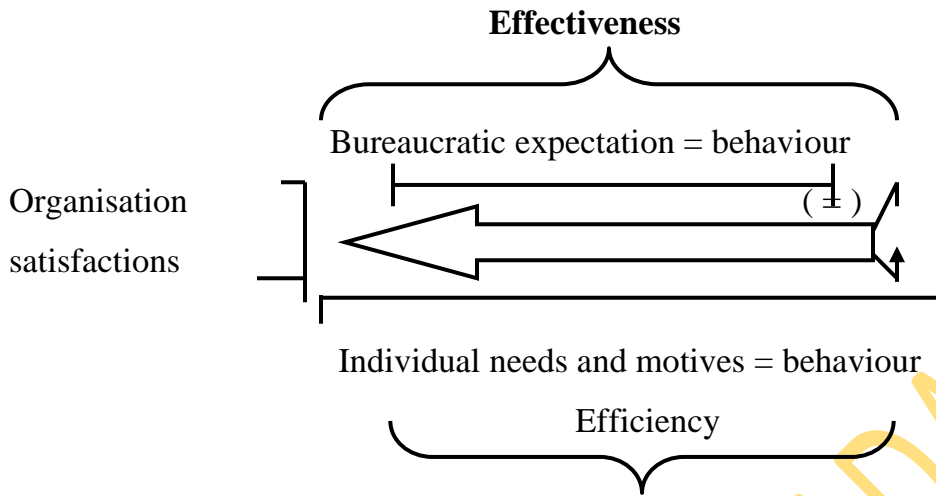 Effectiveness
Bureaucratic expectation = behaviour
Organisation
( ± )
satisfactions
Individual needs and motives = behaviour
Efficiency